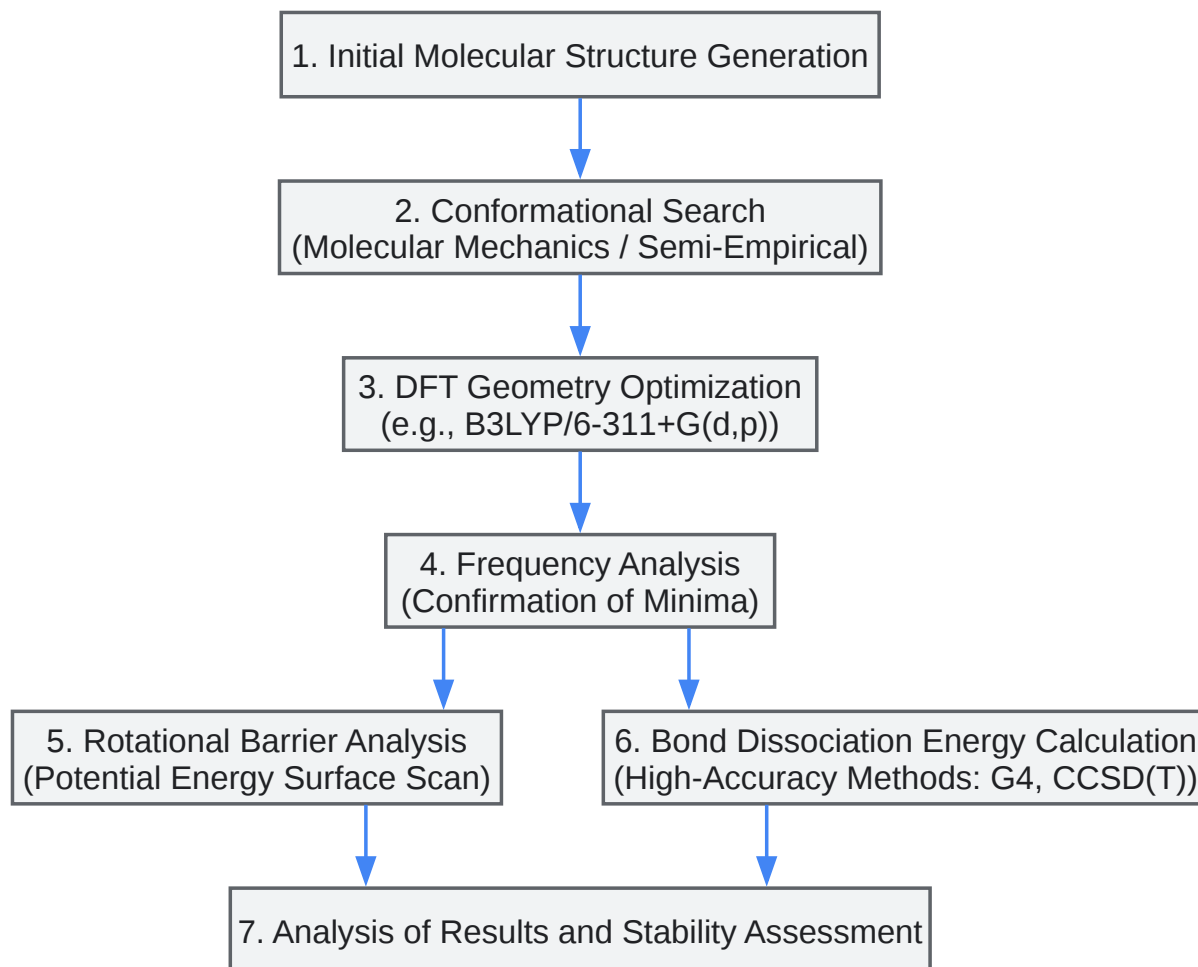 1. Initial Molecular Structure Generation
2. Conformational Search
(Molecular Mechanics / Semi-Empirical)
3. DFT Geometry Optimization
(e.g., B3LYP/6-311+G(d,p))
4. Frequency Analysis
(Confirmation of Minima)
5. Rotational Barrier Analysis
(Potential Energy Surface Scan)
6. Bond Dissociation Energy Calculation
(High-Accuracy Methods: G4, CCSD(T))
7. Analysis of Results and Stability Assessment